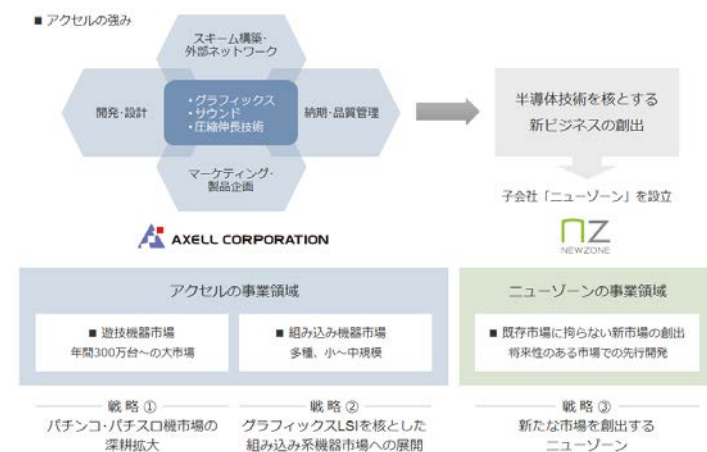 ■ アクセルの強み
スキーム構築・
外部ネットワーク
開発・設計
・グラフィックス
・サウンド
・圧縮伸長技術
納期・品質管理
マーケティング・
製品企画
半導体技術を核とする
新ビジネスの創出
子会社「ニューゾーン」を設立
AXELL CORPORATION
NZ
NEWZONE
アクセルの事業領域
■ 遊技機器市場
年間300万台～の大市場
■ 組み込み機器市場
多種、小～中規模
ニューゾーンの事業領域
■ 既存市場に拘らない新市場の創出
将来性のある市場での先行開発
戦 略 ①
パチンコ・パチスロ機市場の
深耕拡大
戦 略 ②
グラフィックスLSIを核とした
組み込み系機器市場への展開
戦 略 ③
新たな市場を創出する
ニューゾーン